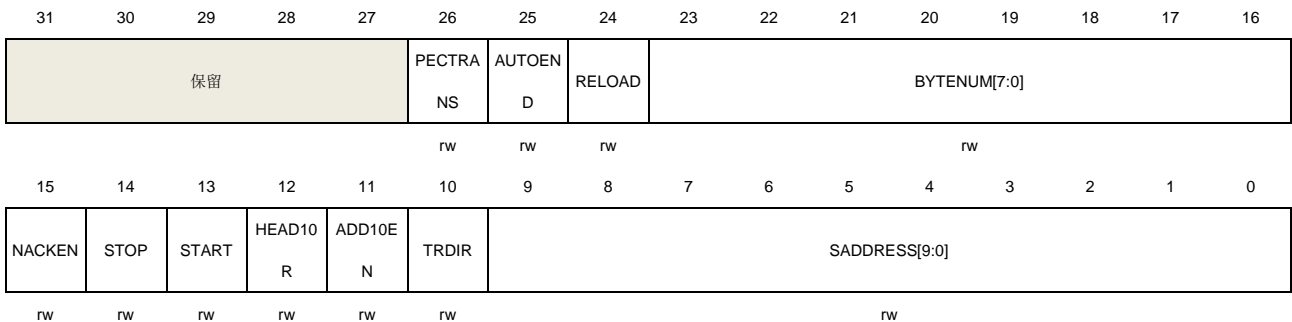 31 30 29 28 27 26 25 24 23 22 21 20 19 18 17 16
保留 PECTRA NS AUTOEN D RELOAD BYTENUM[7:0]
rw rw rw rw
15 14 13 12 11 10 9 8 7 6 5 4 3 2 1 0
NACKEN STOP START HEAD10 R ADD10E N TRDIR SADDRESS[9:0]
rw rw rw rw rw rw rw